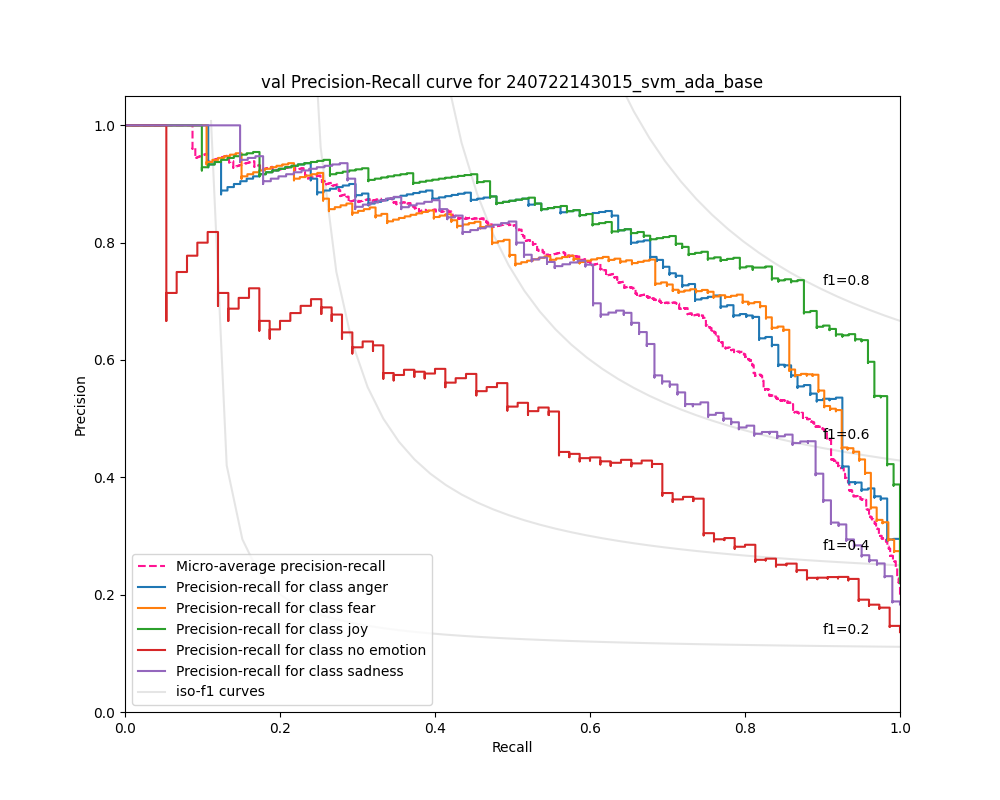 val Precision-Recall curve for 240722143015_svm_ada_base
Precision
1.0
0.8
0.6
0.4
0.2
0.0
f1=0.8
f1=0.6
f1=0.4
f1=0.2
Micro-average precision-recall
Precision-recall for class anger
Precision-recall for class fear
Precision-recall for class joy
Precision-recall for class no emotion
Precision-recall for class sadness
iso-f1 curves
0.0 0.2 0.4 0.6 0.8 1.0
Recall